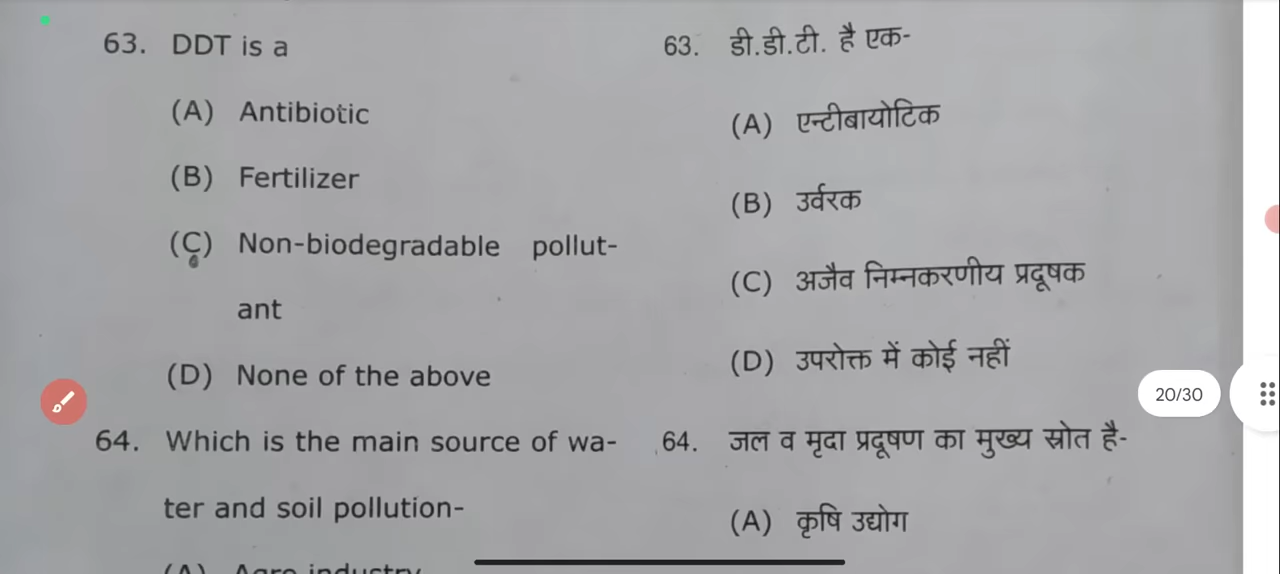 63. DDT is a
(A) Antibiotic
(B) Fertilizer
(C) Non-biodegradable pollut-
ant
(D) None of the above
64. Which is the main source of wa-
ter and soil pollution-
(A) Agro industry
63. डी.डी.टी. है एक-
(A) एन्टीबायोटिक
(B) उर्वरक
(C) अजैव निम्नकरणीय प्रदूषक
(D) उपरोक्त में कोई नहीं
64. जल व मृदा प्रदूषण का मुख्य स्रोत है-
(A) कृषि उद्योग
20/30